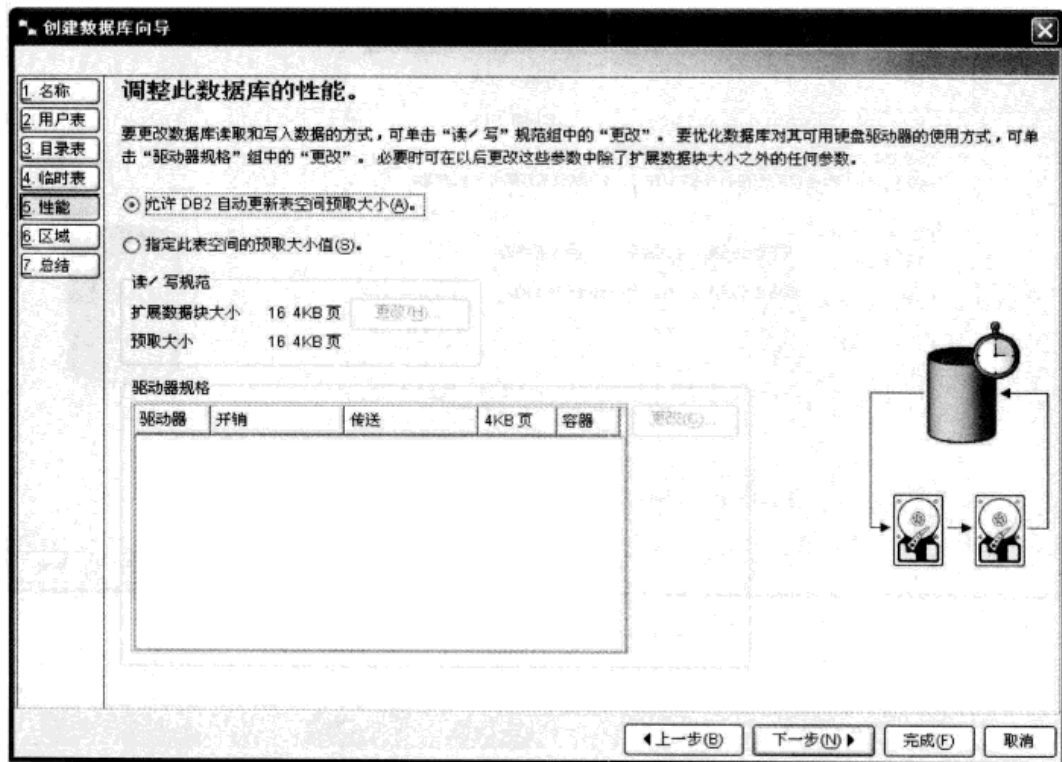 创建数据库向导
1. 名称
2. 用户表
3. 目录表
4. 临时表
5. 性能
6. 区域
7. 总结
调整此数据库的性能。
要更改数据库读取和写入数据的方式，可单击“读／写”规范组中的“更改”。 要优化数据库对其可用硬盘驱动器的使用方式，可单
击“驱动器规格”组中的“更改”。 必要时可在以后更改这些参数中除了扩展数据块大小之外的任何参数。
允许 DB2 自动更新表空间预取大小(A)。
指定此表空间的预取大小值(S)。
读／写规范
扩展数据块大小 16 4KB 页 更改(H)...
预取大小 16 4KB 页
驱动器规格
驱动器 开销 传送 4KB 页 容器 更改
上一步(B) 下一步(N) 完成(F) 取消